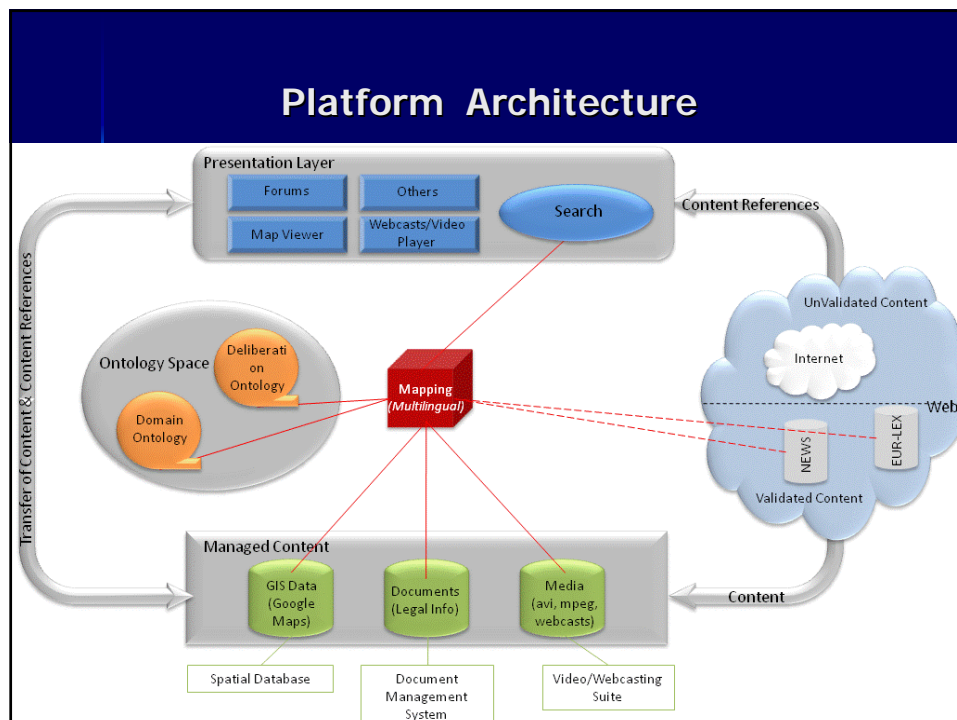 Platform Architecture
Presentation Layer
Forums
Others
Map Viewer
Webcasts/Video
Player
Search
Content References
Transfer of Content & Content References
UnValidated Content
Internet
Web
NEWS
EUR-LEX
Validated Content
Ontology Space
Deliberati
on
Ontology
Domain
Ontology
Mapping
(Multilingual)
Managed Content
GIS Data
(Google
Maps)
Documents
(Legal Info)
Media
(avi, mpeg,
webcasts)
Content
Spatial Database
Document
Management
System
Video/Webcasting
Suite